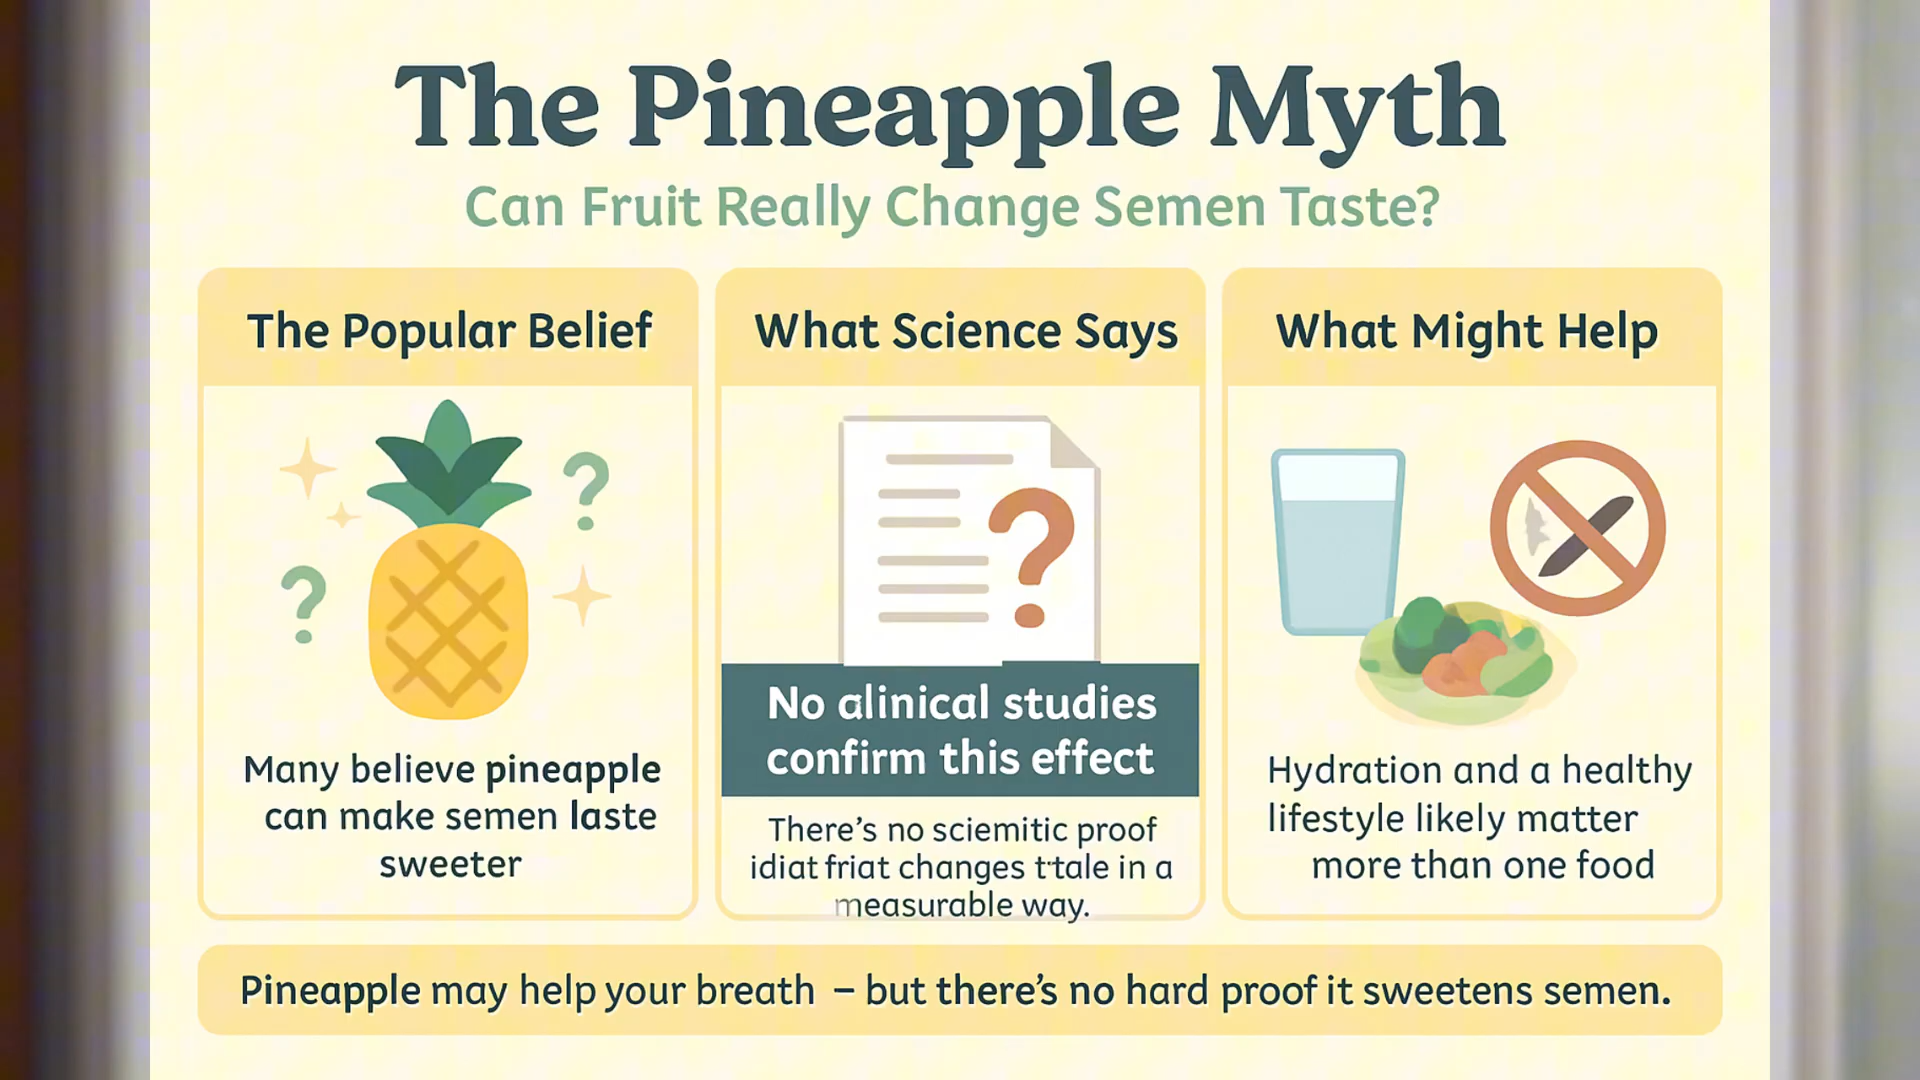 The Pineapple Myth
Can Fruit Really Change Semen Taste?
The Popular Belief
Many believe pineapple
can make semen laste
sweeter
What Science Says
No alinical studies
confirm this effect
There's no sciemitic proof
idiat friat changes t'tale in a
measurable way.
What Might Help
Hydration and a healthy
lifestyle likely matter
more than one food
Pineapple may help your breath – but there's no hard proof it sweetens semen.